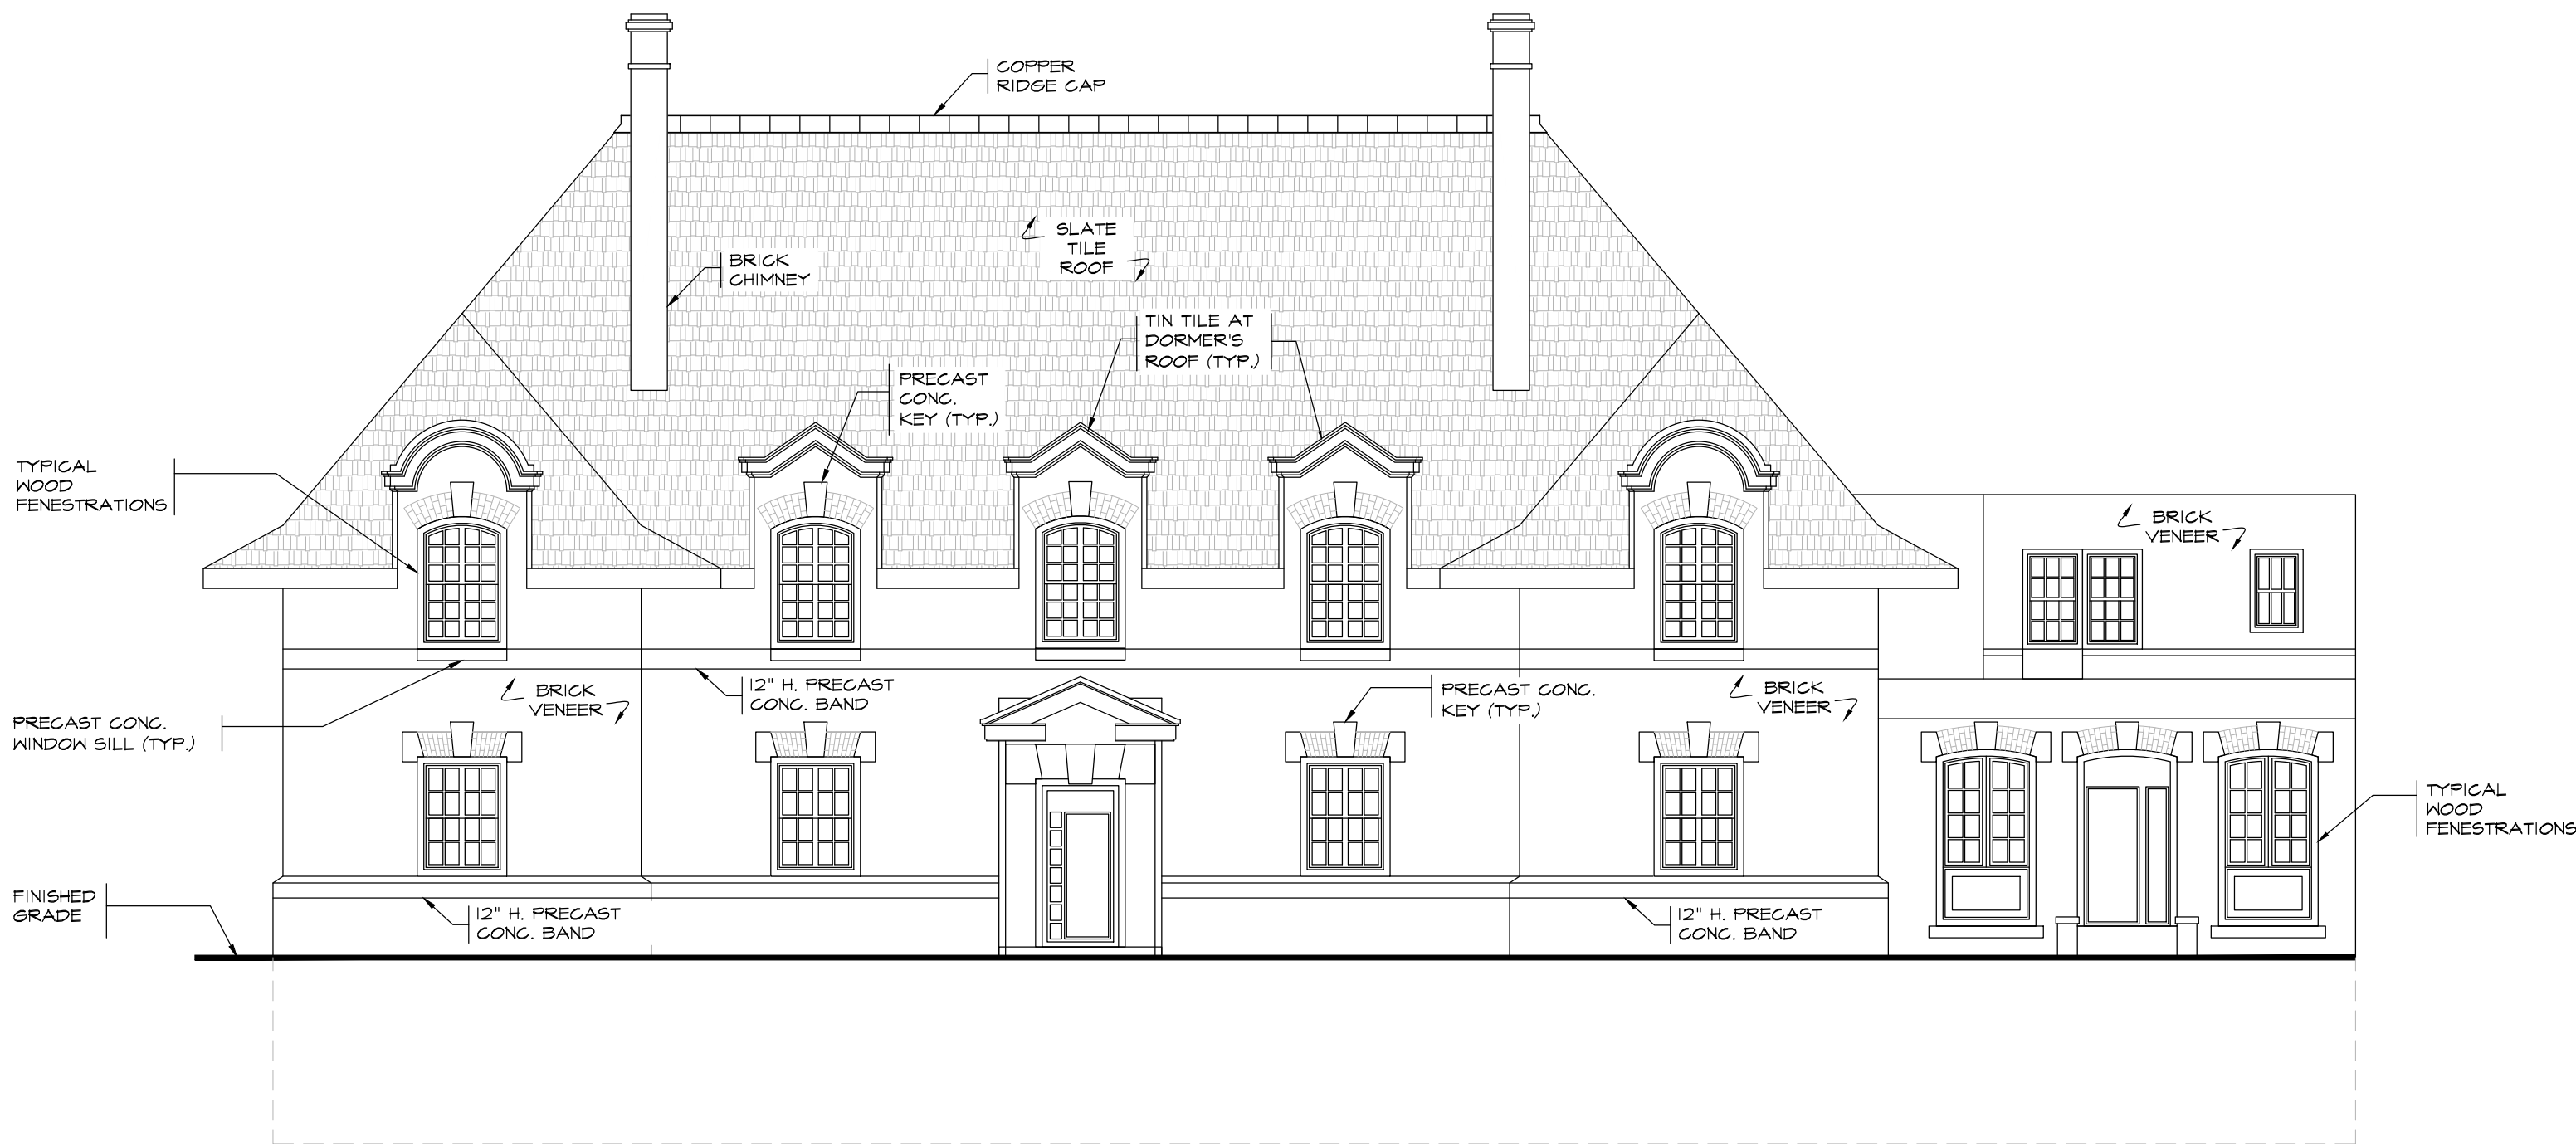 COPPER
RIDGE CAP
SLATE
TILE
ROOF
BRICK
CHIMNEY
TIN TILE AT
DORMER'S
ROOF (TYP.)
PRECAST
CONC.
KEY (TYP.)
TYPICAL
WOOD
FENESTRATIONS
BRICK
VENEER
12" H. PRECAST
CONC. BAND
PRECAST CONC.
KEY (TYP.)
BRICK
VENEER
BRICK
VENEER
PRECAST CONC.
WINDOW SILL (TYP.)
TYPICAL
WOOD
FENESTRATIONS
FINISHED
GRADE
12" H. PRECAST
CONC. BAND
12" H. PRECAST
CONC. BAND